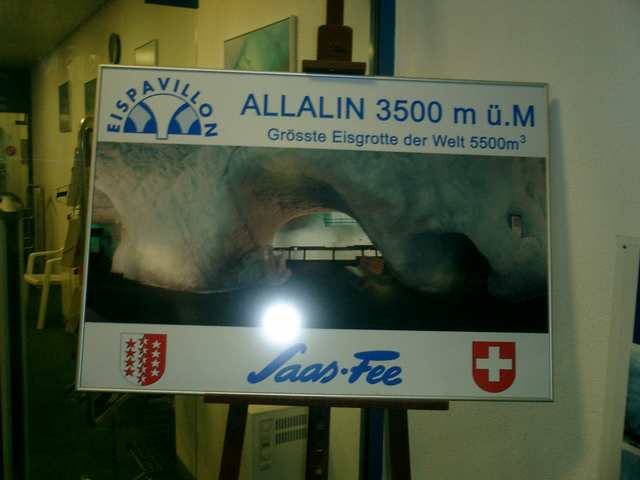 EISPAVILLON
ALLALIN 3500 m ü.M
Grösste Eisgrotte der Welt 5500m³
Saas-Fee